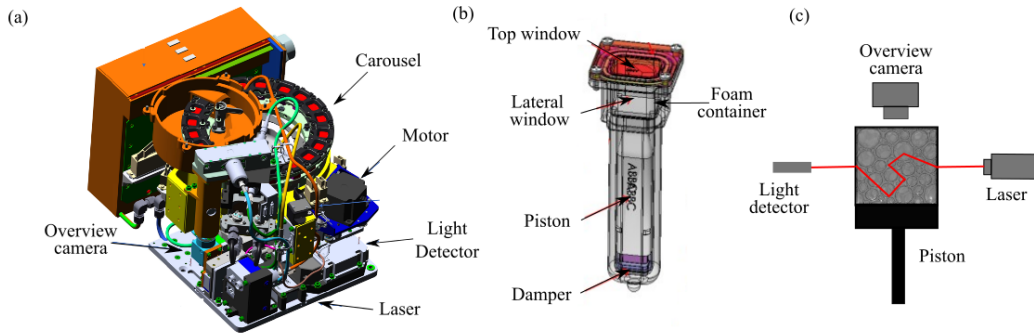 (a)
Carousel
Motor
Light
Detector
Laser
Overview
camera
(b)
Top window
Lateral
window
Foam
container
Piston
Damper
(c)
Overview
camera
Light
detector
Laser
Piston